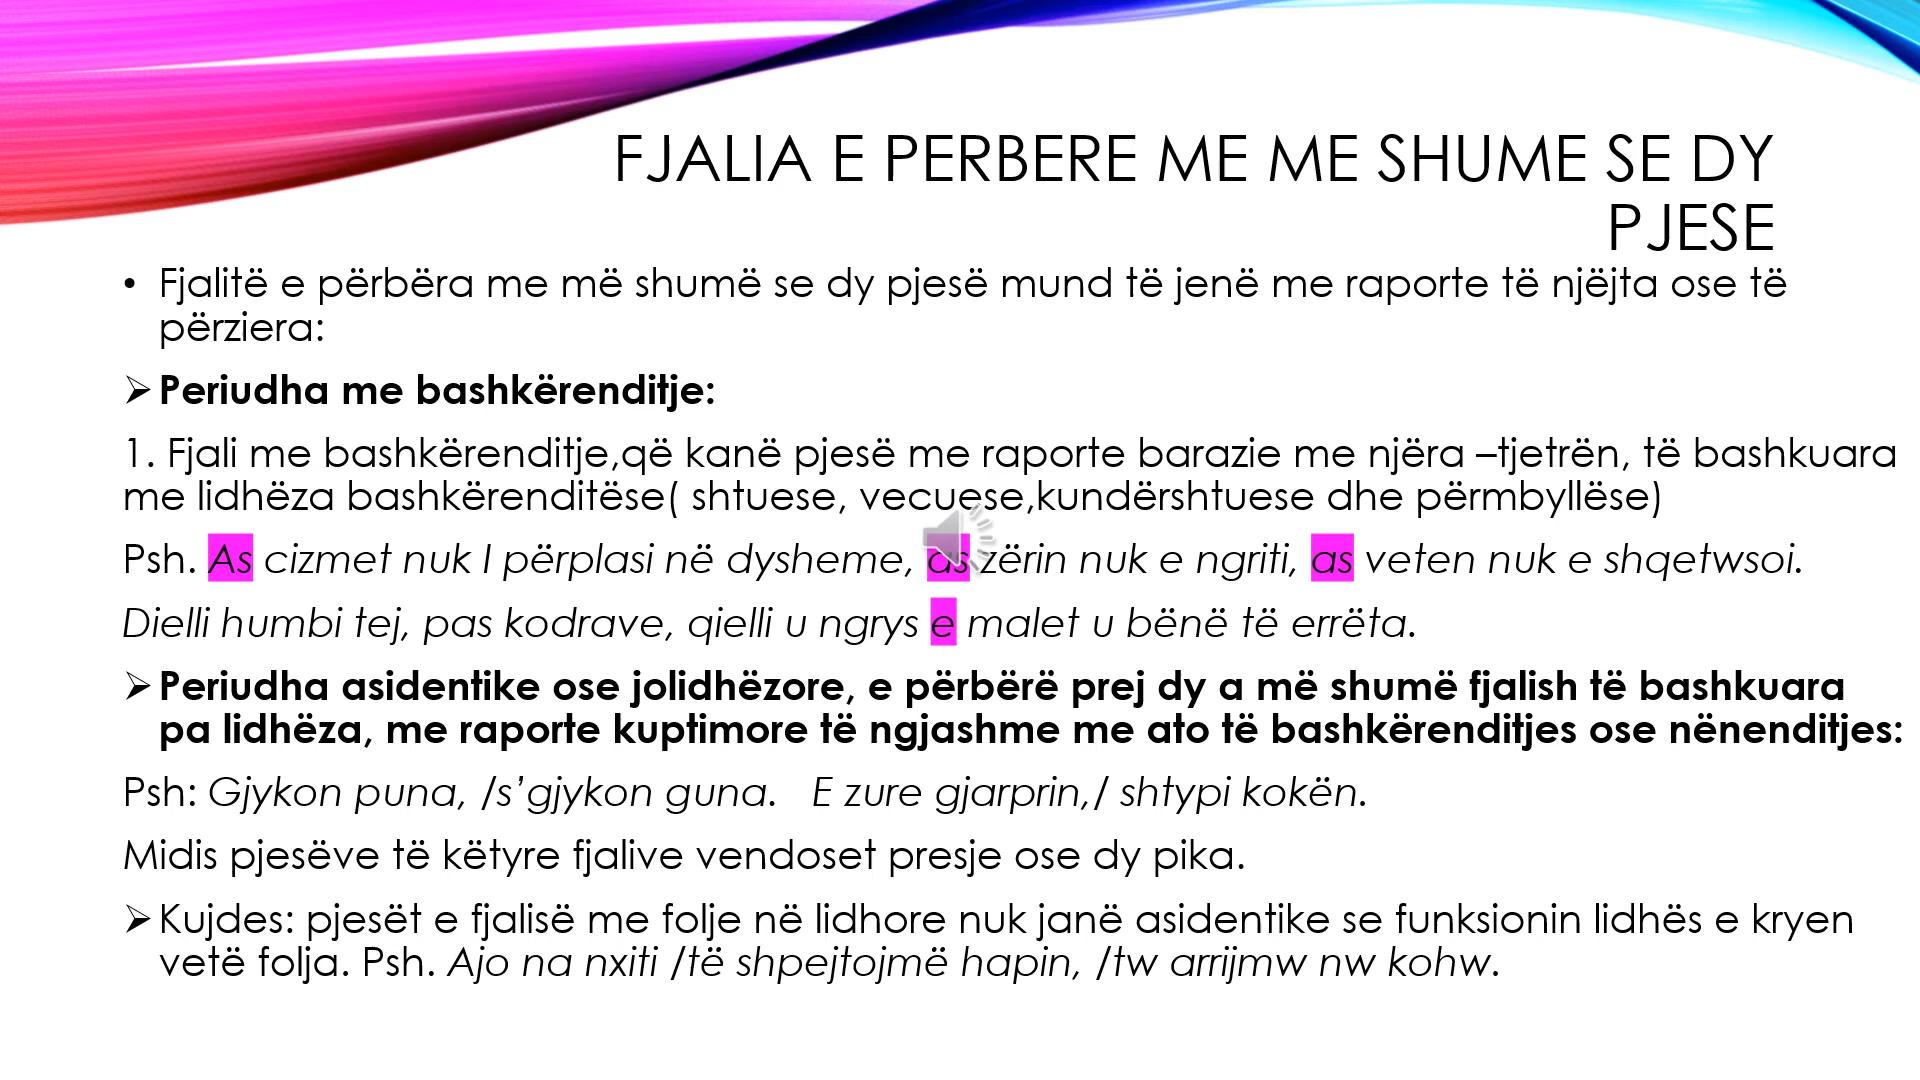 FJALIA E PERBERE ME ME SHUME SE DY
PJESE
• Fjalitë e përbëra me më shumë se dy pjesë mund të jenë me raporte të njëjta ose të
përziera:
➢ Periudha me bashkërenditje:
1. Fjali me bashkërenditje,që kanë pjesë me raporte barazie me njëra –tjetrën, të bashkuara
me lidhëza bashkërenditëse( shtuese, vecuese,kundërshtuese dhe përmbyllëse)
Psh. As cizmet nuk I përplasi në dysheme, as zërin nuk e ngriti, as veten nuk e shqetwsoi.
Dielli humbi tej, pas kodrave, qielli u ngrys e malet u bënë të errëta.
➢ Periudha asidentike ose jolidhëzore, e përbërë prej dy a më shumë fjalish të bashkuara
pa lidhëza, me raporte kuptimore të ngjashme me ato të bashkërenditjes ose nënenditjes:
Psh: Gjykon puna, /s’gjykon guna. E zure gjarprin,/ shtypi kokën.
Midis pjesëve të këtyre fjalive vendoset presje ose dy pika.
➢ Kujdes: pjesët e fjalisë me folje në lidhore nuk janë asidentike se funksionin lidhës e kryen
vetë folja. Psh. Ajo na nxiti /të shpejtojmë hapin, /tw arrijmw nw kohw.